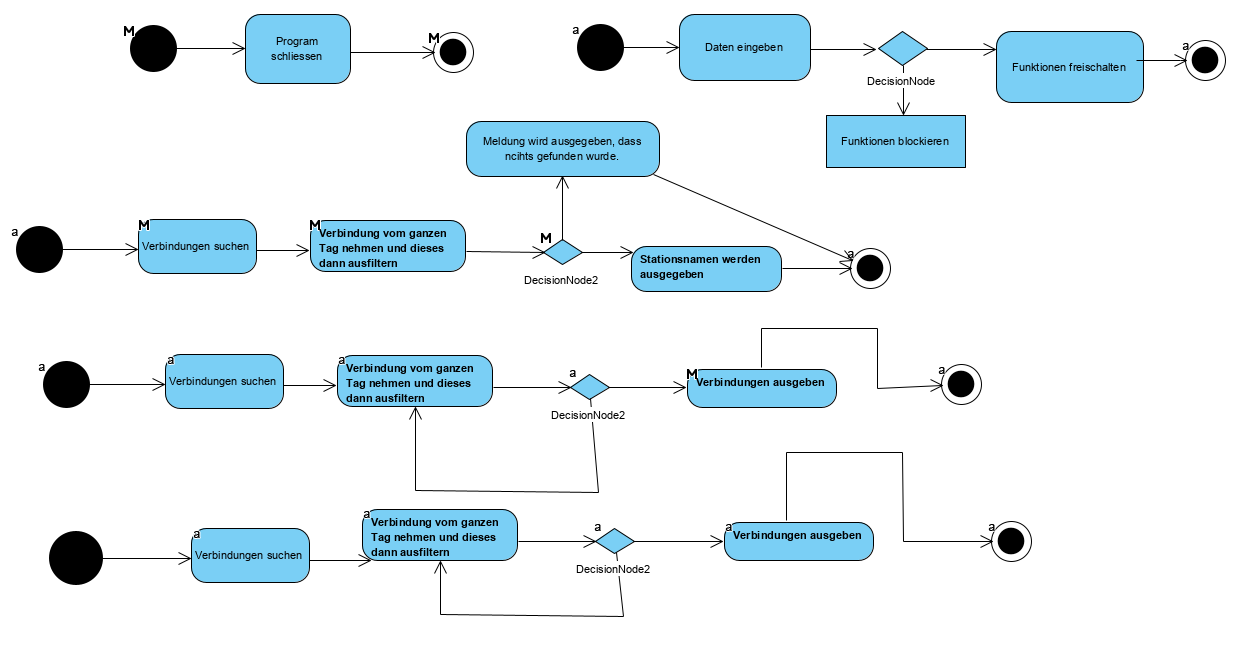 M
Program
schliessen
M
a
Daten eingeben
DecisionNode
Funktionen freischalten
a
Funktionen blockieren
Meldung wird ausgegeben, dass
ncihts gefunden wurde.
a
M
Verbindungen suchen
M
Verbindung vom ganzen
Tag nehmen und dieses
dann ausfiltern
M
DecisionNode2
Stationsnamen werden
ausgegeben
a
a
a
Verbindungen suchen
a
Verbindung vom ganzen
Tag nehmen und dieses
dann ausfiltern
a
DecisionNode2
M
Verbindungen ausgeben
a
a
Verbindungen suchen
a
Verbindung vom ganzen
Tag nehmen und dieses
dann ausfiltern
a
DecisionNode2
a
Verbindungen ausgeben
a